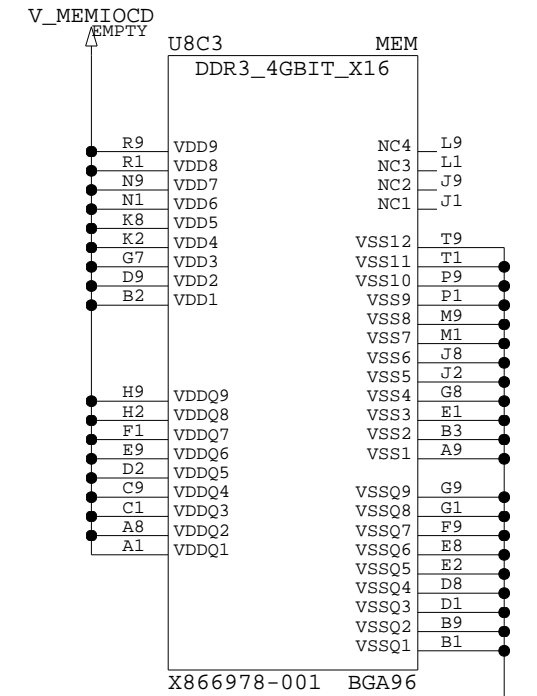 V_MEMIOCD
EMPTY
U8C3 MEM
DDR3_4GBIT_X16
R9 VDD9 NC4 L9
R1 VDD8 NC3 L1
N9 VDD7 NC2 J9
N1 VDD6 NC1 J1
K8 VDD5
K2 VDD4 VSS12 T9
G7 VDD3 VSS11 T1
D9 VDD2 VSS10 P9
B2 VDD1 VSS9 P1
VSS8 M9
VSS7 M1
VSS6 J8
VSS5 J2
H9 VDDQ9 VSS4 G8
H2 VDDQ8 VSS3 E1
F1 VDDQ7 VSS2 B3
E9 VDDQ6 VSS1 A9
D2 VDDQ5
C9 VDDQ4 VSSQ9 G9
C1 VDDQ3 VSSQ8 G1
A8 VDDQ2 VSSQ7 F9
A1 VDDQ1 VSSQ6 E8
VSSQ5 E2
VSSQ4 D8
VSSQ3 D1
VSSQ2 B9
VSSQ1 B1
X866978-001 BGA96